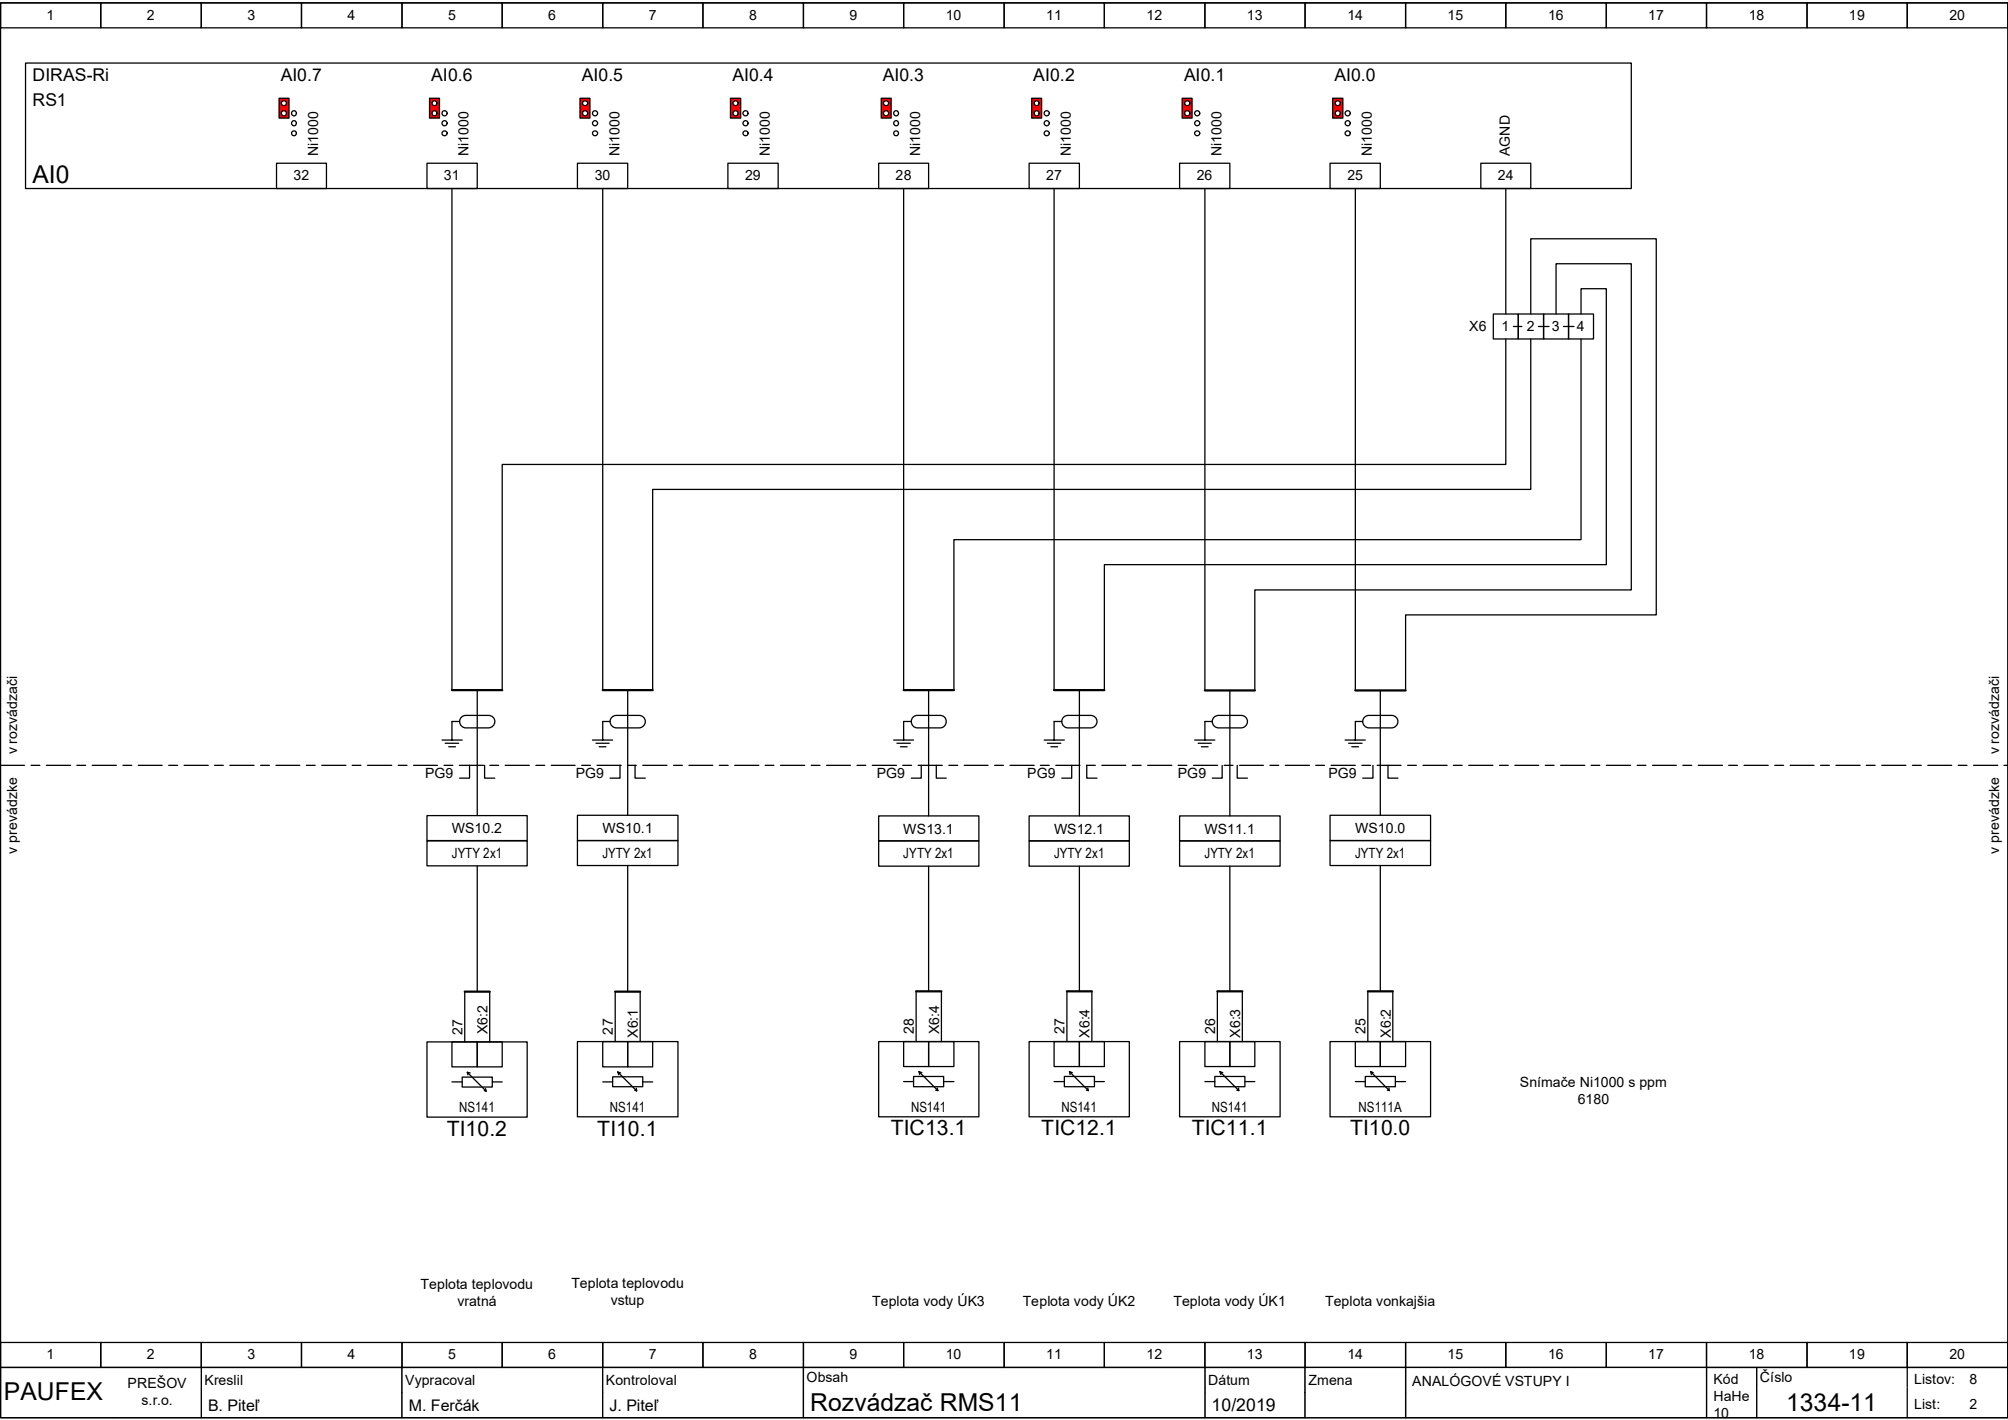 1 2 3 4 5 6 7 8 9 10 11 12 13 14 15 16 17 18 19 20
DIRAS-Ri AI0.7 AI0.6 AI0.5 AI0.4 AI0.3 AI0.2 AI0.1 AI0.0
RS1
Ni1000 Ni1000 Ni1000 Ni1000 Ni1000 Ni1000 Ni1000 Ni1000 AGND
AI0 32 31 30 29 28 27 26 25 24
X6 1 2 3 4
v rozvádzači v rozvádzači
PG9 PG9 PG9 PG9 PG9 PG9
v prevádzke v prevádzke
WS10.2 WS10.1 WS13.1 WS12.1 WS11.1 WS10.0
JYTY 2x1 JYTY 2x1 JYTY 2x1 JYTY 2x1 JYTY 2x1 JYTY 2x1
27 X6:2 27 X6:1 28 X6:4 27 X6:4 26 X6:3 25 X6:2
Snímače Ni1000 s ppm
6180
NS141 NS141 NS141 NS141 NS141 NS111A
TI10.2 TI10.1 TIC13.1 TIC12.1 TIC11.1 TI10.0
Teplota teplovodu
vratná
Teplota teplovodu
vstup
Teplota vody ÚK3 Teplota vody ÚK2 Teplota vody ÚK1 Teplota vonkajšia
1 2 3 4 5 6 7 8 9 10 11 12 13 14 15 16 17 18 19 20
PAUFEX
PREŠOV
s.r.o.
Kreslil
B. Piteľ
Vypracoval
M. Ferčák
Kontroloval
J. Piteľ
Obsah
Rozvádzač RMS11
Dátum
10/2019
Zmena
ANALÓGOVÉ VSTUPY I
Kód
HaHe
10
Číslo
1334-11
Listov: 8
List: 2